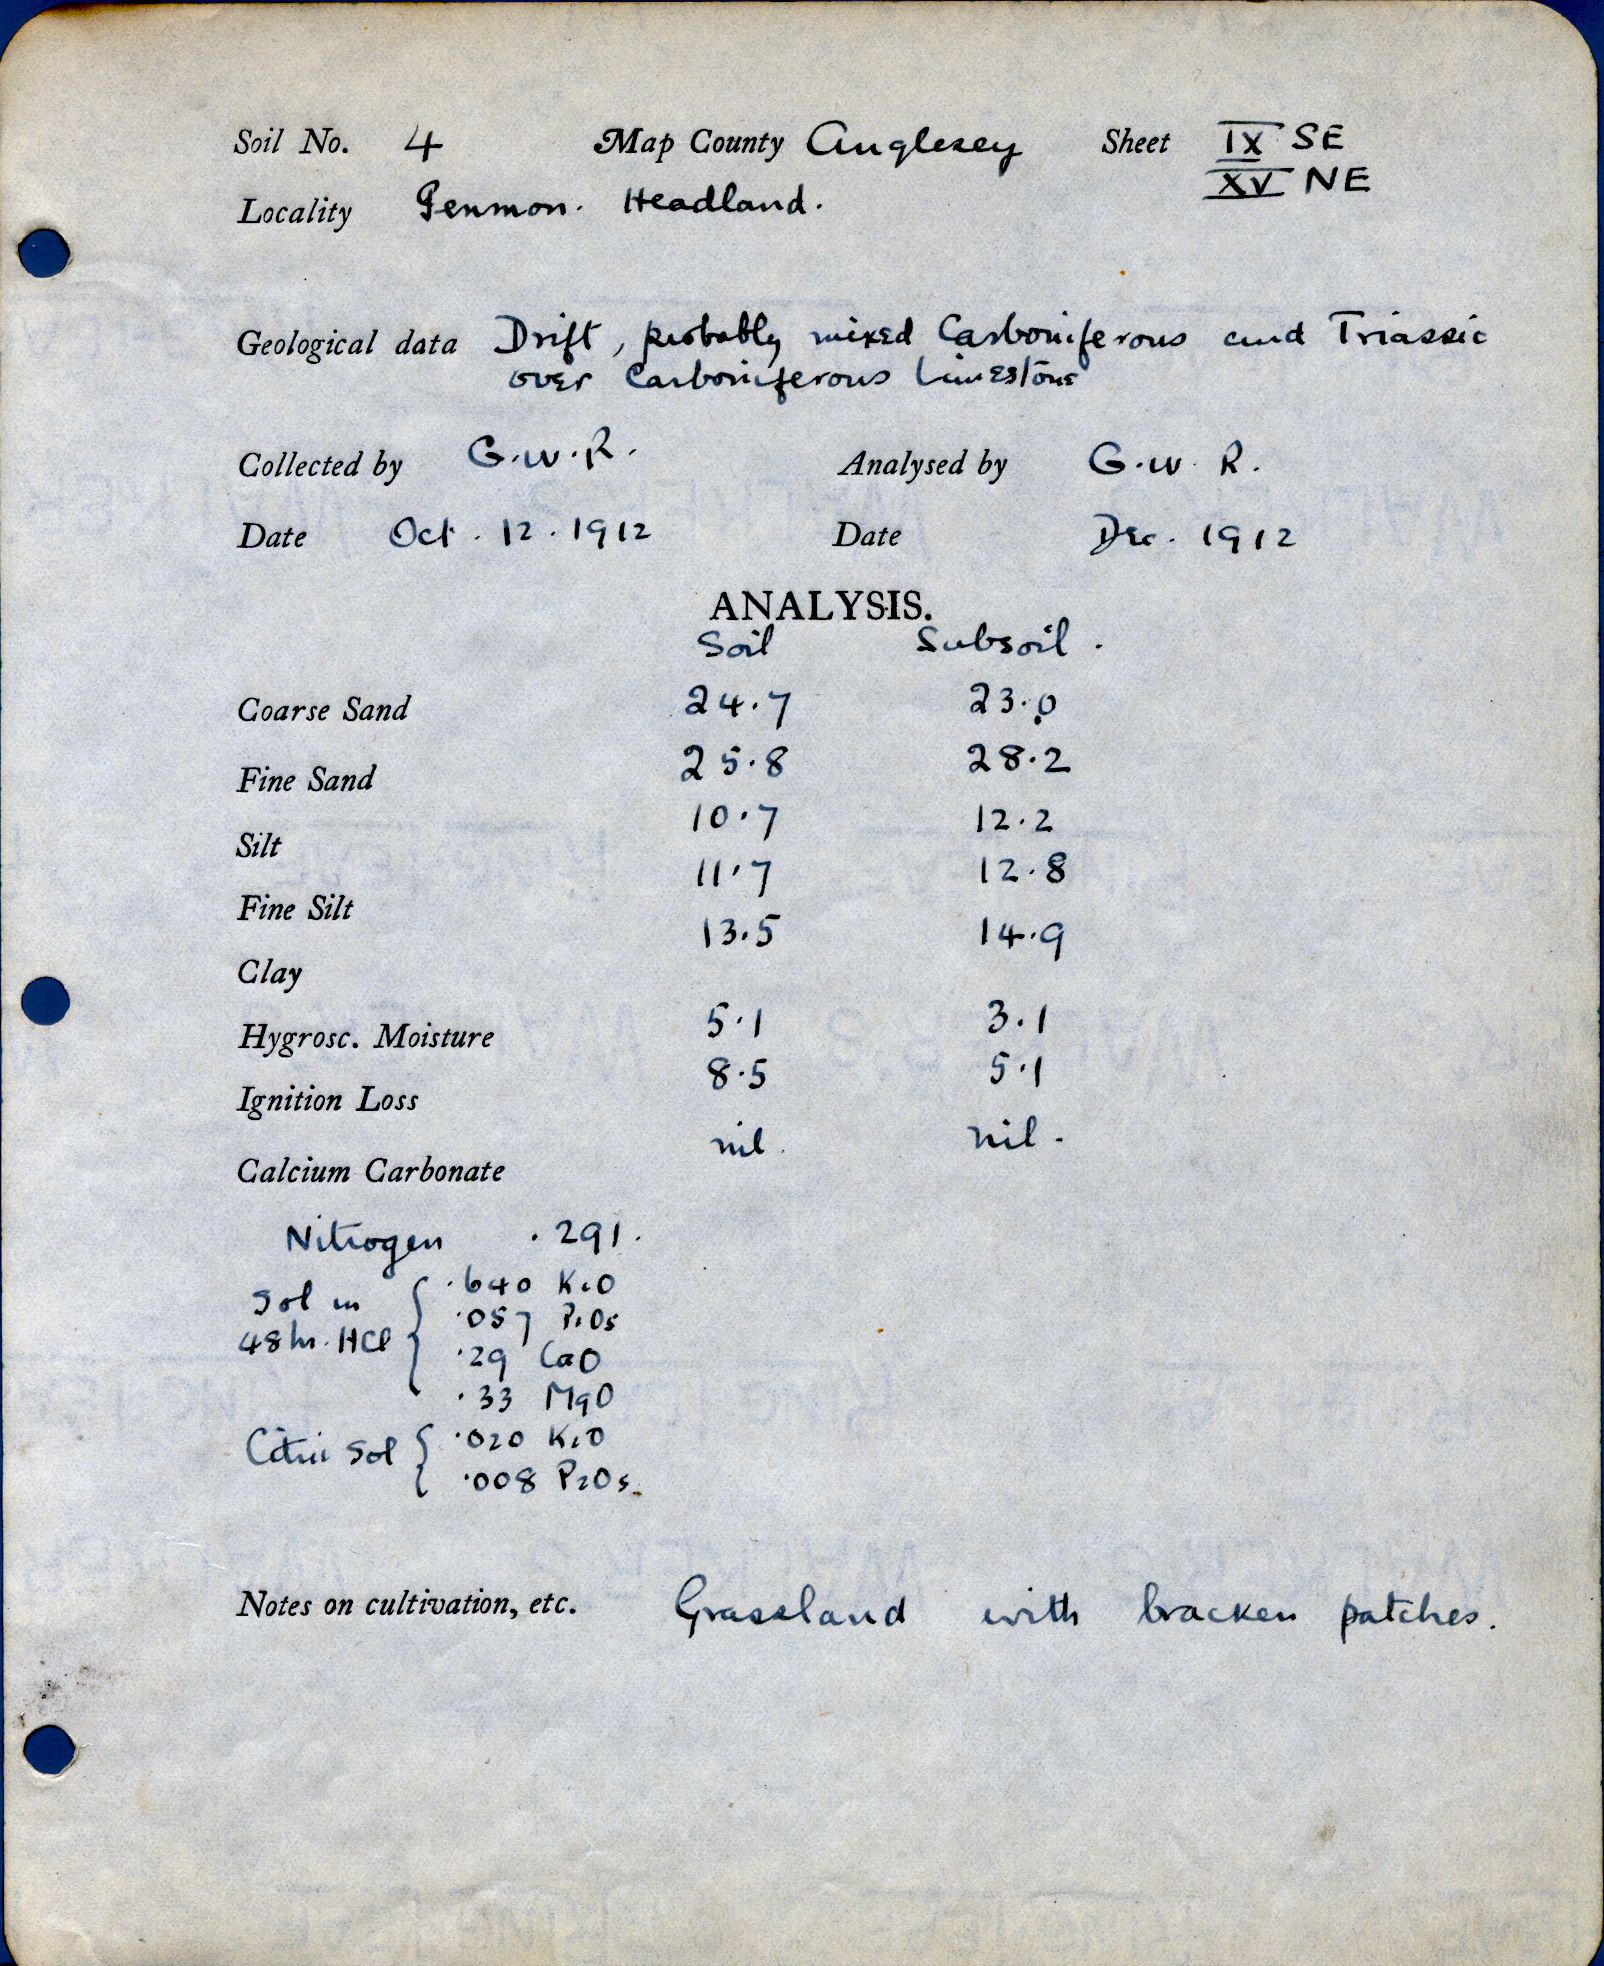 Soil No. 4 Map County Anglesey Sheet IX SE
XV NE
Locality Penmon. Headland.
Geological data Drift, probably mixed Carboniferous and Triassic
over Carboniferous Limestone
Collected by G.W.R. Analysed by G.W.R.
Date Oct. 12. 1912 Date Dec. 1912
ANALYSIS.
Soil Subsoil.
Coarse Sand 24.7 23.0
Fine Sand 25.8 28.2
Silt 10.7 12.2
Fine Silt 11.7 12.8
Clay 13.5 14.9
Hygrosc. Moisture 5.1 3.1
Ignition Loss 8.5 5.1
Calcium Carbonate nil. nil.
Nitrogen .291.
Sol in 48 hr. HCl { .640 K2O
.057 P2O5
.29 CaO
.33 MgO
Citric Sol { .020 K2O
.008 P2O5.
Notes on cultivation, etc. Grassland with bracken patches.